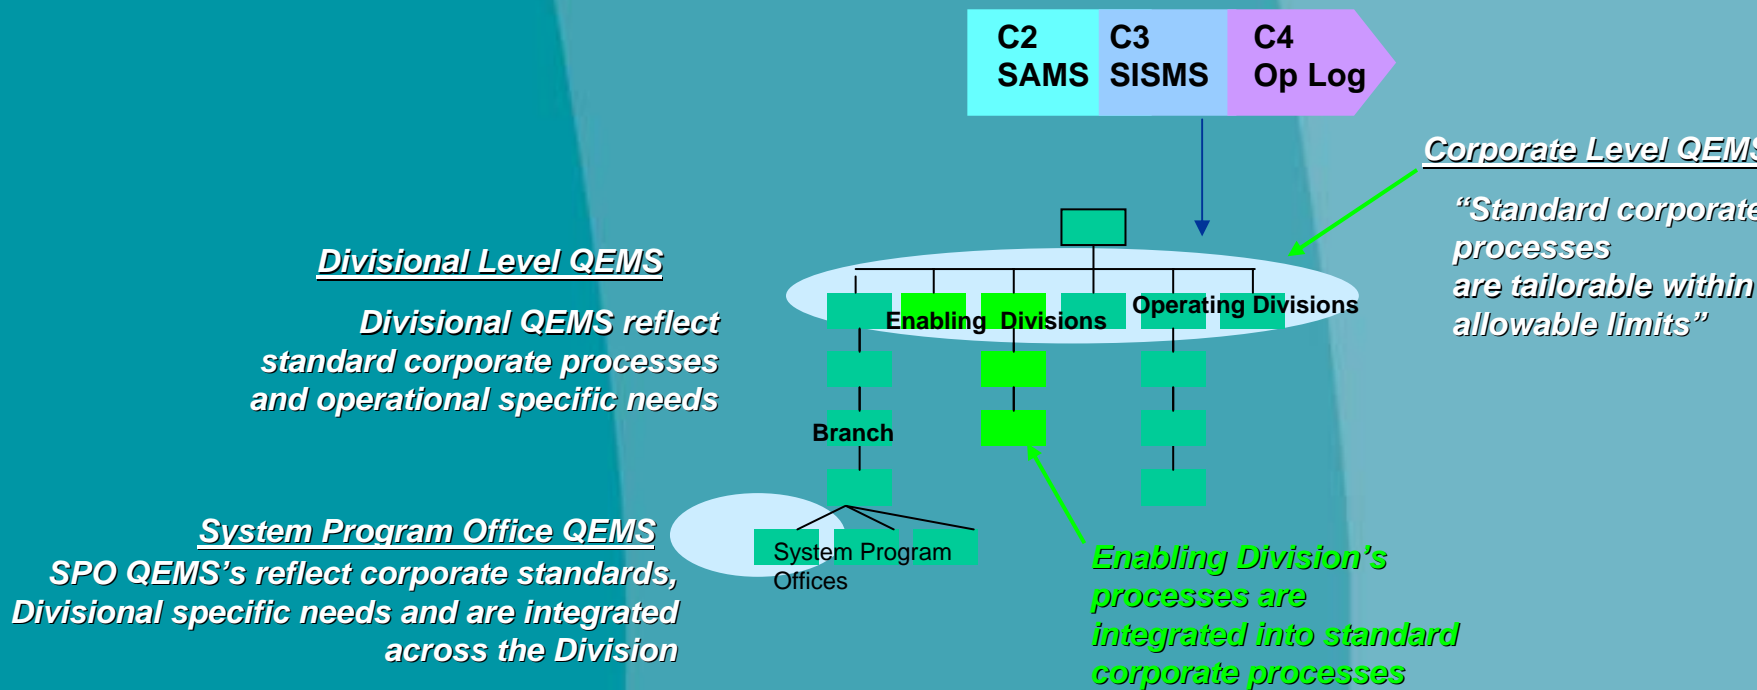 C2
SAMS
C3
SISMS
C4
Op Log
Corporate Level QEMS
“Standard corporate
processes
are tailorable within
allowable limits”
Divisional Level QEMS
Divisional QEMS reflect
standard corporate processes
and operational specific needs
Operating Divisions
Enabling Divisions
Branch
System Program Office QEMS
SPO QEMS’s reflect corporate standards,
Divisional specific needs and are integrated
across the Division
System Program
Offices
Enabling Division’s
processes are
integrated into standard
corporate processes